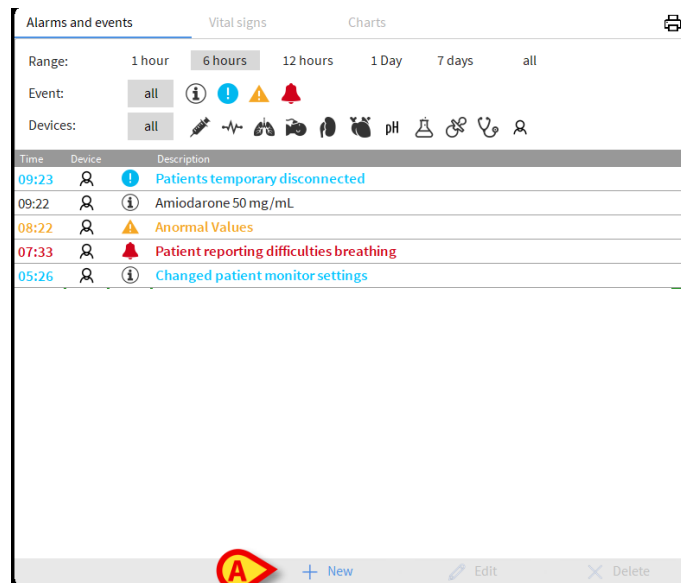 Alarms and events Vital signs Charts
Range: 1 hour 6 hours 12 hours 1 Day 7 days all
Event: all
Devices: all pH
Time Device Description
09:23 Patients temporary disconnected
09:22 Amiodarone 50 mg/mL
08:22 Anormal Values
07:33 Patient reporting difficulties breathing
05:26 Changed patient monitor settings
A + New Edit Delete